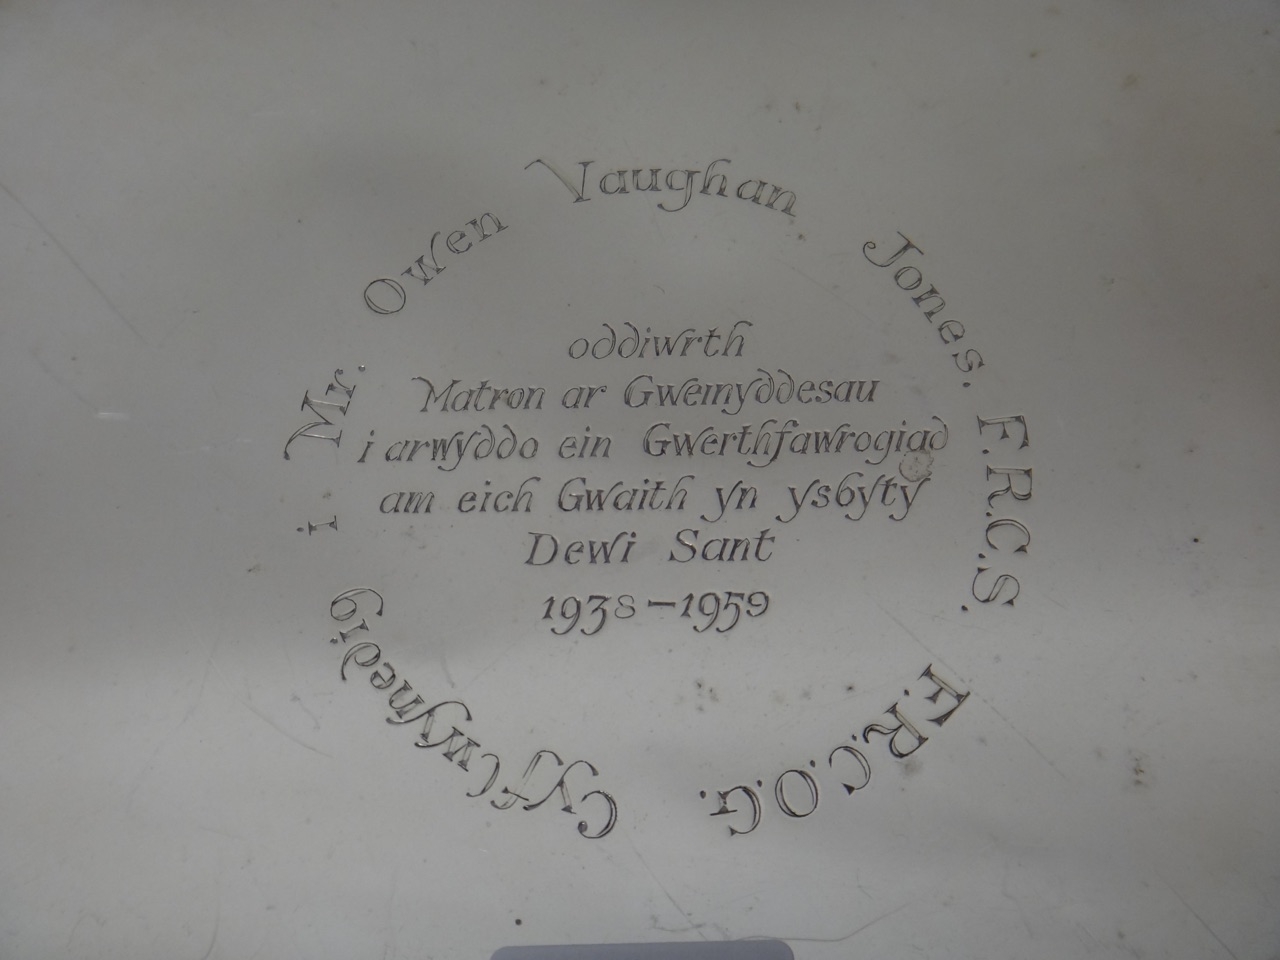 Cyflwynedig i Mr. Owen Vaughan Jones. F.R.C.S. F.R.C.O.G.
oddiwrth
Matron ar Gweinyddesau
i arwyddo ein Gwerthfawrogiad
am eich Gwaith yn ysbyty
Dewi Sant
1938-1959